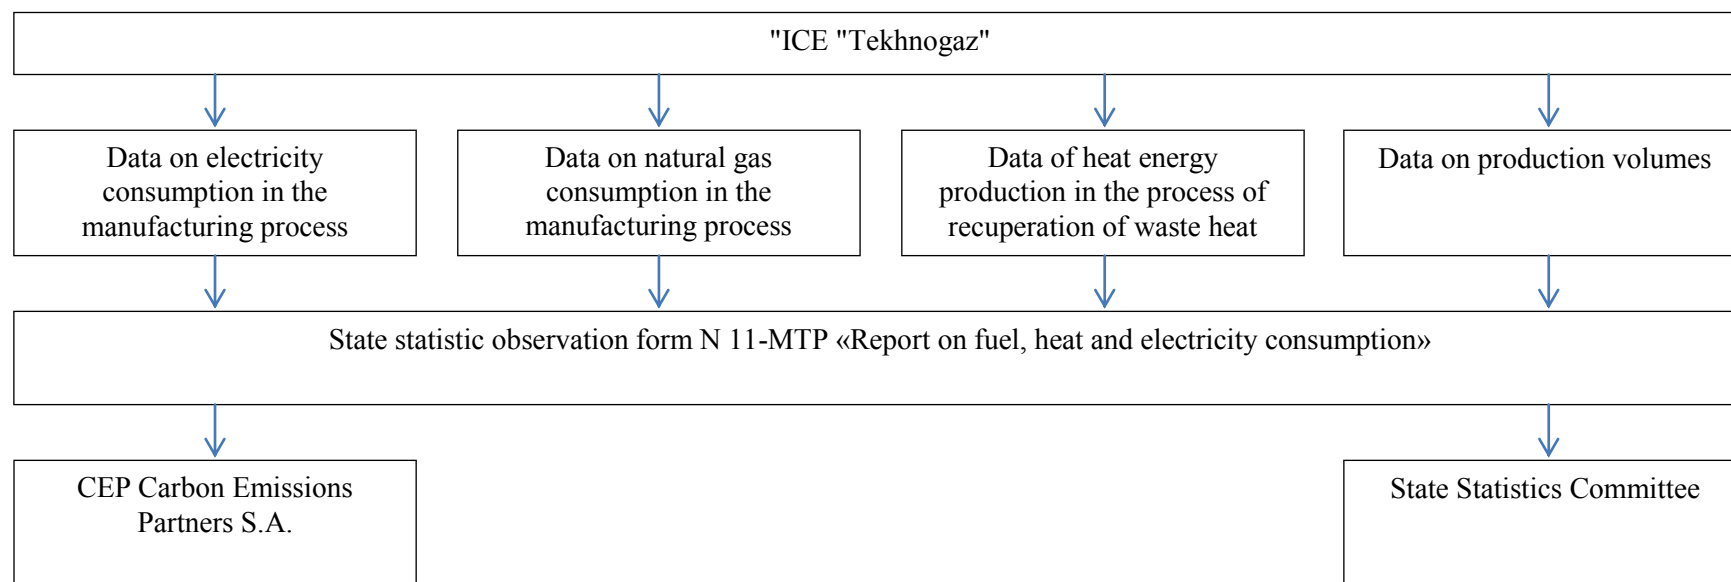 "ICE "Tekhnogaz"
Data on electricity
consumption in the
manufacturing process
Data on natural gas
consumption in the
manufacturing process
Data of heat energy
production in the process of
recuperation of waste heat
Data on production volumes
State statistic observation form N 11-MTP «Report on fuel, heat and electricity consumption»
CEP Carbon Emissions
Partners S.A.
State Statistics Committee